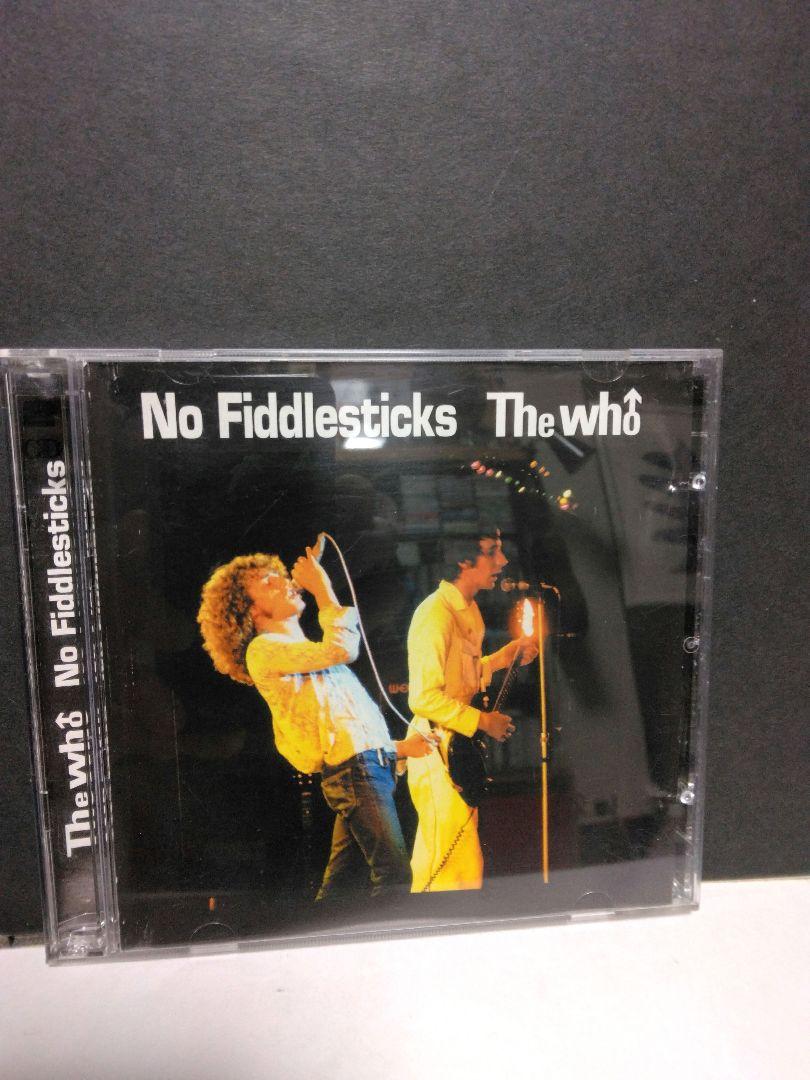 No Fiddlesticks The Who
The Who No Fiddlesticks